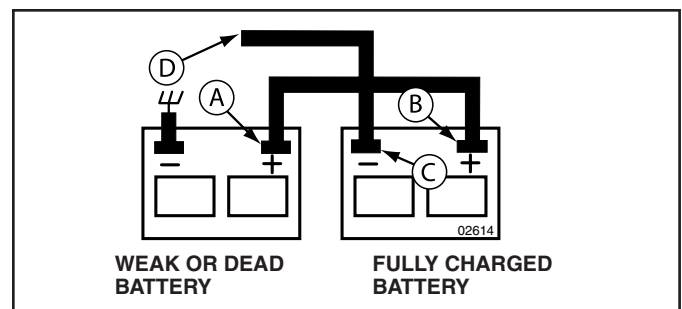 D
A
B
C
− +
− +
02614
WEAK OR DEAD
BATTERY
FULLY CHARGED
BATTERY